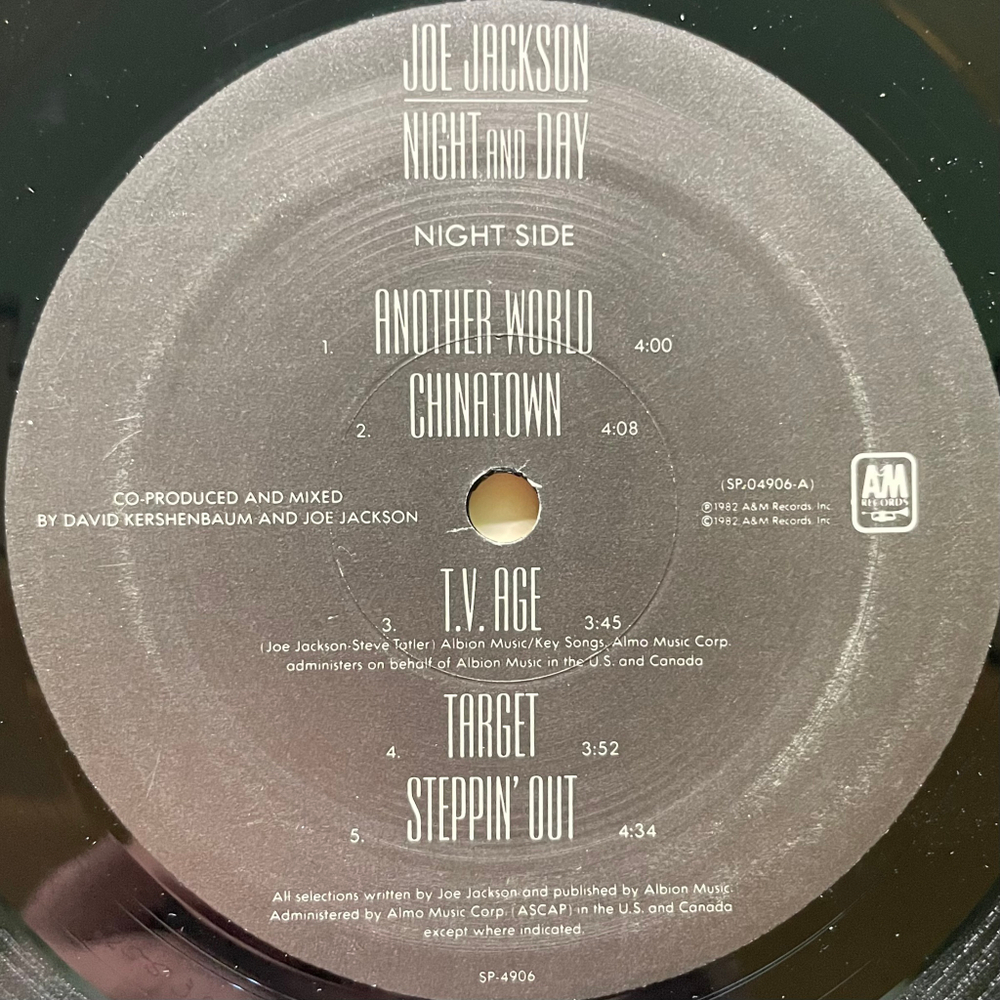 JOE JACKSON
NIGHT AND DAY
NIGHT SIDE
1. ANOTHER WORLD 4:00
2. CHINATOWN 4:08
CO-PRODUCED AND MIXED
BY DAVID KERSHENBAUM AND JOE JACKSON
(SP-04906-A)
Ⓟ1982 A&M Records, Inc.
©1982 A&M Records, Inc.
A&M
RECORDS
3. T.V. AGE 3:45
(Joe Jackson-Steve Tatler) Albion Music/Key Songs, Almo Music Corp.
administers on behalf of Albion Music in the U.S. and Canada
4. TARGET 3:52
5. STEPPIN' OUT 4:34
All selections written by Joe Jackson and published by Albion Music.
Administered by Almo Music Corp. (ASCAP) in the U.S. and Canada
except where indicated.
SP-4906